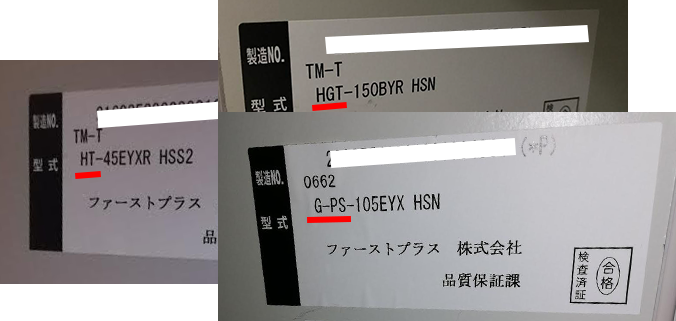 製造NO.
TM-T
型式
HT-45EYXR HSS2
ファーストプラス
品
製造NO.
TM-T
型式
HGT-150BYR HSN
製造NO.
0662
型式
G-PS-105EYX HSN
ファーストプラス 株式会社
品質保証課
検査済証
合格